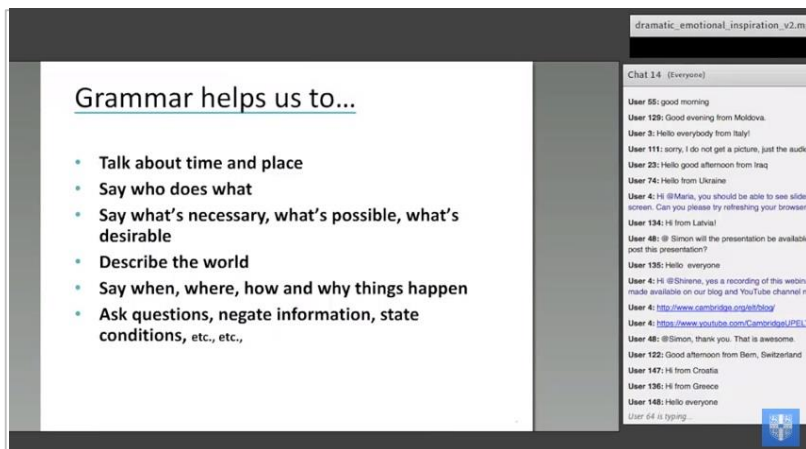 dramatic_emotional_inspiration_v2.m
Grammar helps us to...
• Talk about time and place
• Say who does what
• Say what's necessary, what's possible, what's
desirable
• Describe the world
• Say when, where, how and why things happen
• Ask questions, negate information, state
conditions, etc., etc.,
Chat 14 (Everyone)
User 55: good morning
User 129: Good evening from Moldova.
User 3: Hello everybody from Italy!
User 111: sorry, I do not get a picture, just the audi
User 23: Hello good afternoon from Iraq
User 74: Hello from Ukraine
User 4: Hi @Maria, you should be able to see slide
screen. Can you please try refreshing your browser
User 134: Hi from Latvia!
User 48: @ Simon will the presentation be available
post this presentation?
User 135: Hello everyone
User 4: Hi @Shirene, yes a recording of this webin
made available on our blog and YouTube channel
User 4: http://www.cambridge.org/elt/blog/
User 4: https://www.youtube.com/CambridgeUPEL
User 48: @Simon, thank you. That is awesome.
User 122: Good afternoon from Bern, Switzerland
User 147: Hi from Croatia
User 136: Hi from Greece
User 148: Hello everyone
User 64 is typing...